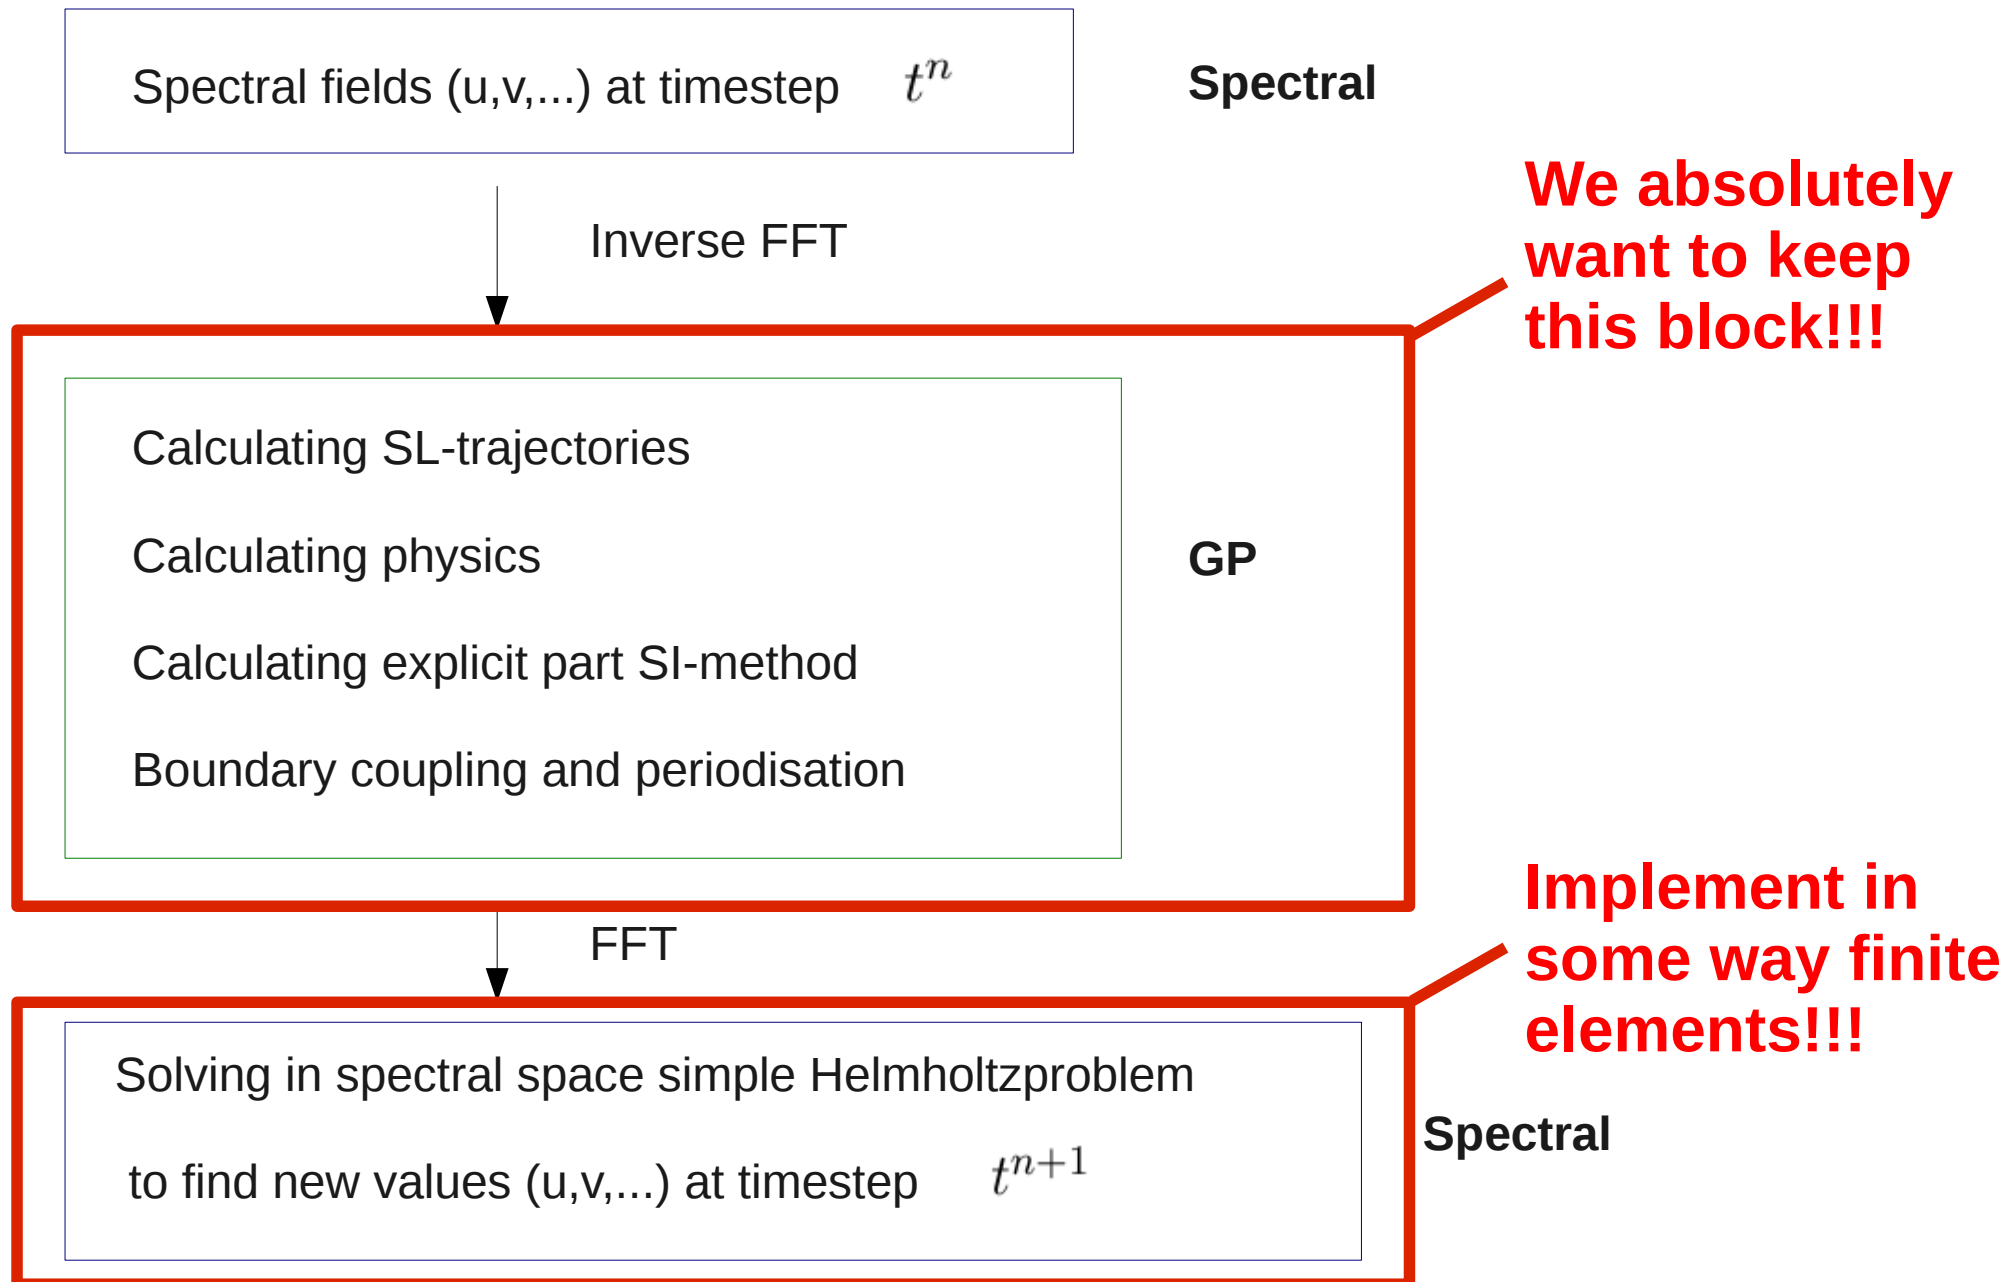 Spectral fields (u,v,...) at timestep t^n
Spectral
We absolutely
want to keep
this block!!!
Inverse FFT
Calculating SL-trajectories
Calculating physics
GP
Calculating explicit part SI-method
Boundary coupling and periodisation
Implement in
some way finite
elements!!!
FFT
Solving in spectral space simple Helmholtzproblem
to find new values (u,v,...) at timestep t^{n+1}
Spectral